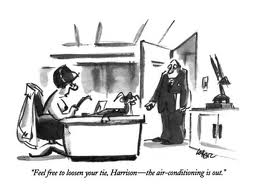 "Feel free to loosen your tie, Harrison—the air-conditioning is out."